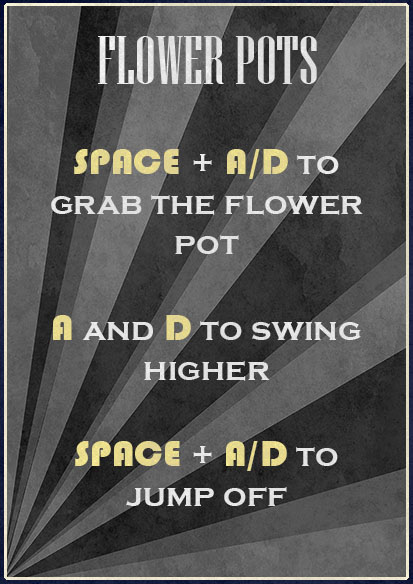 FLOWER POTS
SPACE + A/D TO
GRAB THE FLOWER
POT
A AND D TO SWING
HIGHER
SPACE + A/D TO
JUMP OFF